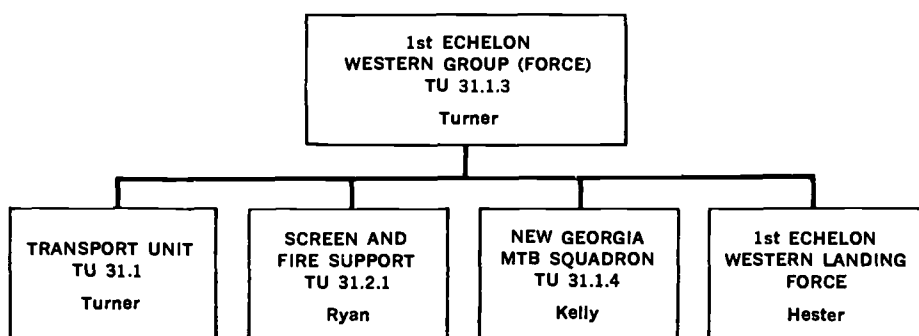 1st ECHELON
WESTERN GROUP (FORCE)
TU 31.1.3
Turner
TRANSPORT UNIT
TU 31.1
Turner
SCREEN AND
FIRE SUPPORT
TU 31.2.1
Ryan
NEW GEORGIA
MTB SQUADRON
TU 31.1.4
Kelly
1st ECHELON
WESTERN LANDING
FORCE
Hester